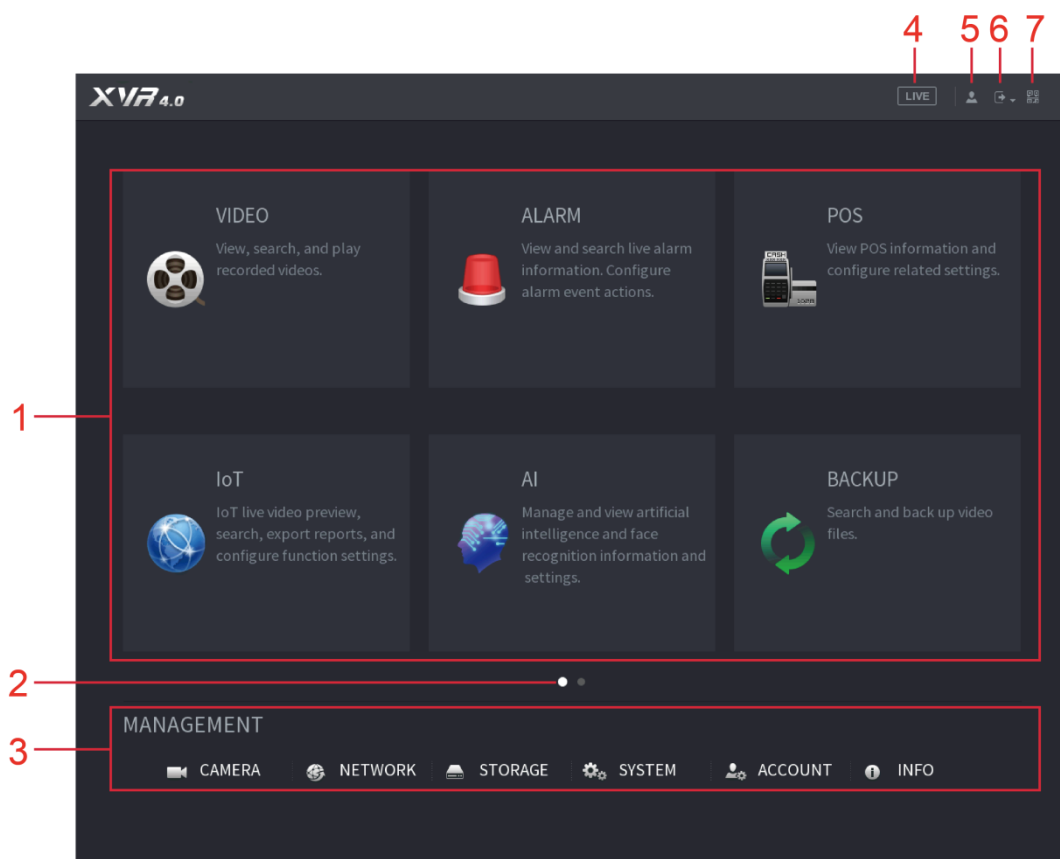 4 5 6 7
XVR 4.0
LIVE
VIDEO
View, search, and play
recorded videos.
ALARM
View and search live alarm
information. Configure
alarm event actions.
POS
View POS information and
configure related settings.
CASH
1
IoT
IoT live video preview,
search, export reports, and
configure function settings.
AI
Manage and view artificial
intelligence and face
recognition information and
settings.
BACKUP
Search and back up video
files.
2
3
MANAGEMENT
CAMERA NETWORK STORAGE SYSTEM ACCOUNT INFO